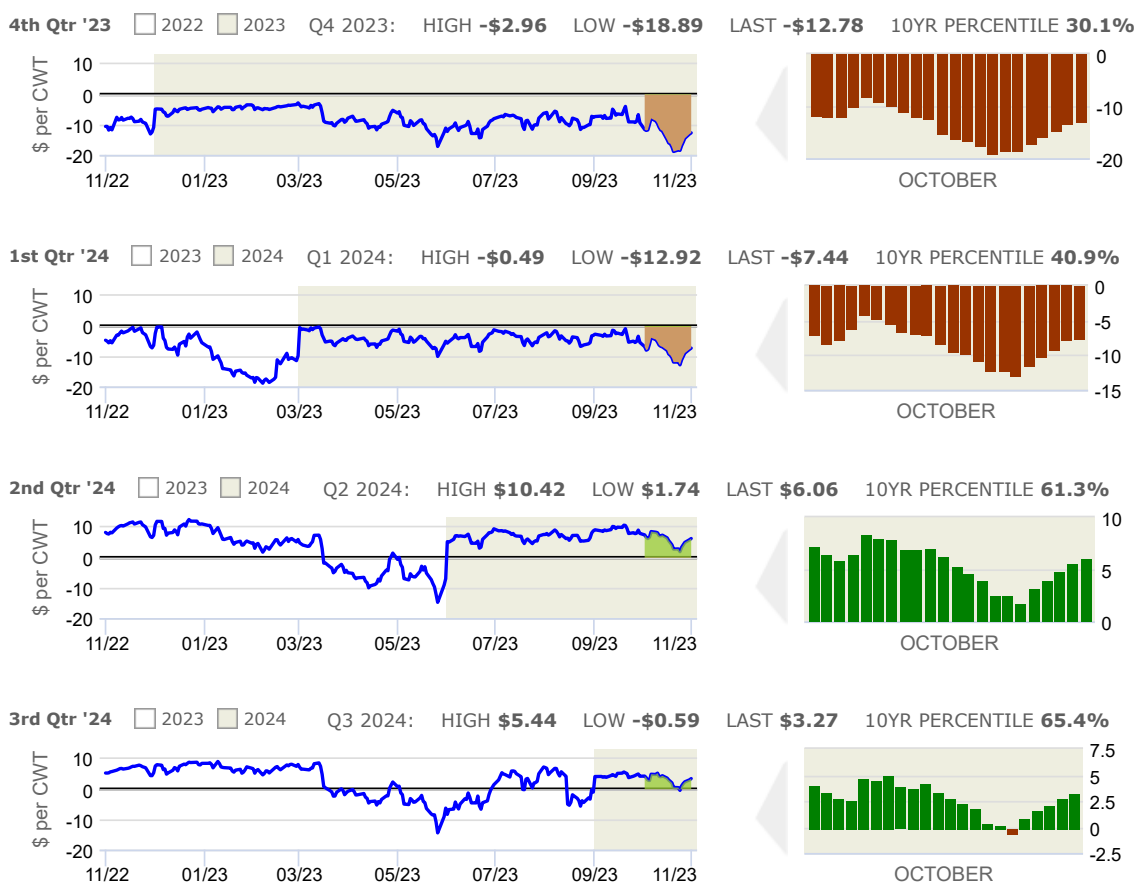 4th Qtr '23 2022 2023 Q4 2023: HIGH -$2.96 LOW -$18.89 LAST -$12.78 10YR PERCENTILE 30.1%
$ per CWT
10
0
-10
-20
11/22 01/23 03/23 05/23 07/23 09/23 11/23
0
-10
-20
OCTOBER
1st Qtr '24 2023 2024 Q1 2024: HIGH -$0.49 LOW -$12.92 LAST -$7.44 10YR PERCENTILE 40.9%
$ per CWT
10
0
-10
-20
11/22 01/23 03/23 05/23 07/23 09/23 11/23
0
-5
-10
-15
OCTOBER
2nd Qtr '24 2023 2024 Q2 2024: HIGH $10.42 LOW $1.74 LAST $6.06 10YR PERCENTILE 61.3%
$ per CWT
10
0
-10
-20
11/22 01/23 03/23 05/23 07/23 09/23 11/23
10
5
0
OCTOBER
3rd Qtr '24 2023 2024 Q3 2024: HIGH $5.44 LOW -$0.59 LAST $3.27 10YR PERCENTILE 65.4%
$ per CWT
10
0
-10
-20
11/22 01/23 03/23 05/23 07/23 09/23 11/23
7.5
5
2.5
0
-2.5
OCTOBER